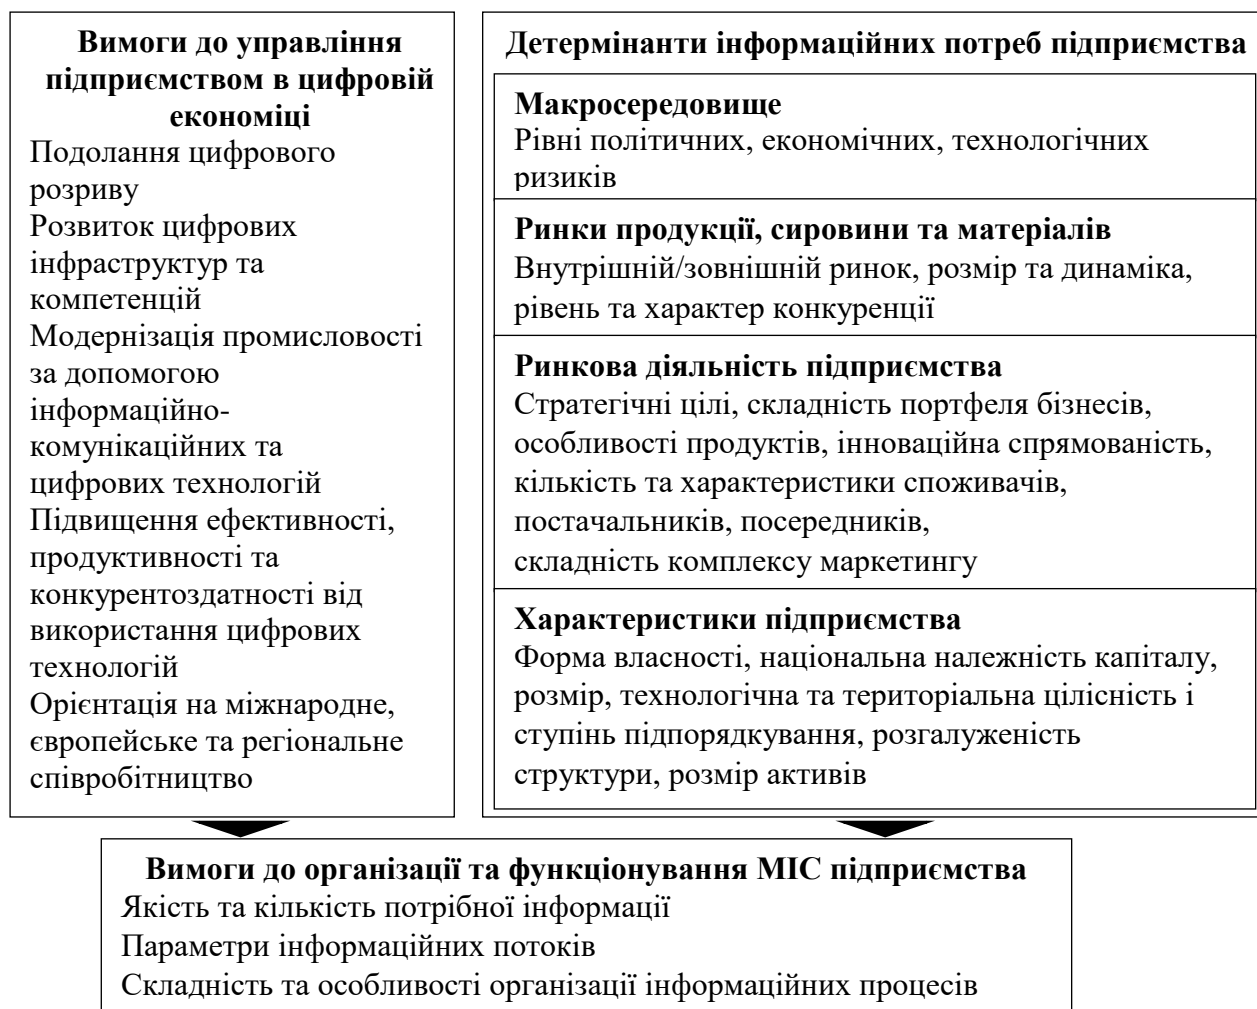 Вимоги до управління
підприємством в цифровій
економіці
Подолання цифрового
розриву
Розвиток цифрових
інфраструктур та
компетенцій
Модернізація промисловості
за допомогою
інформаційно-
комунікаційних та
цифрових технологій
Підвищення ефективності,
продуктивності та
конкурентоздатності від
використання цифрових
технологій
Орієнтація на міжнародне,
європейське та регіональне
співробітництво
Детермінанти інформаційних потреб підприємства
Макросередовище
Рівні політичних, економічних, технологічних
ризиків
Ринки продукції, сировини та матеріалів
Внутрішній/зовнішній ринок, розмір та динаміка,
рівень та характер конкуренції
Ринкова діяльність підприємства
Стратегічні цілі, складність портфеля бізнесів,
особливості продуктів, інноваційна спрямованість,
кількість та характеристики споживачів,
постачальників, посередників,
складність комплексу маркетингу
Характеристики підприємства
Форма власності, національна належність капіталу,
розмір, технологічна та територіальна цілісність і
ступінь підпорядкування, розгалуженість
структури, розмір активів
Вимоги до організації та функціонування МІС підприємства
Якість та кількість потрібної інформації
Параметри інформаційних потоків
Складність та особливості організації інформаційних процесів